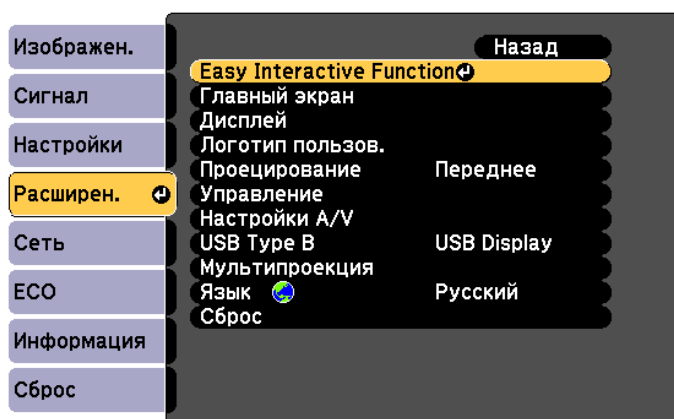 Изображен.
Сигнал
Настройки
Расширен.
Сеть
ECO
Информация
Сброс
Назад
Easy Interactive Function
Главный экран
Дисплей
Логотип пользов.
Проецирование Переднее
Управление
Настройки A/V
USB Type B USB Display
Мультипроекция
Язык Русский
Сброс